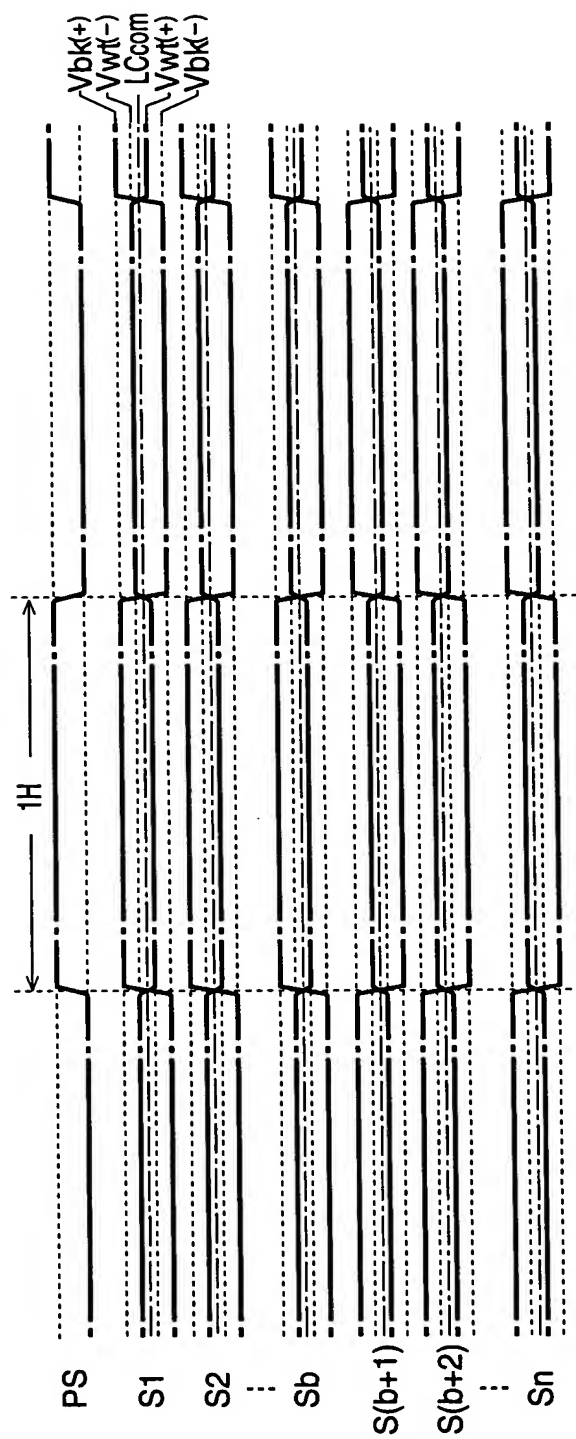 Vbk(+)
Vwt(-)
LCcom
Vwt(+)
Vbk(-)
1H
PS
S1
S2
Sb
S(b+1)
S(b+2)
Sn